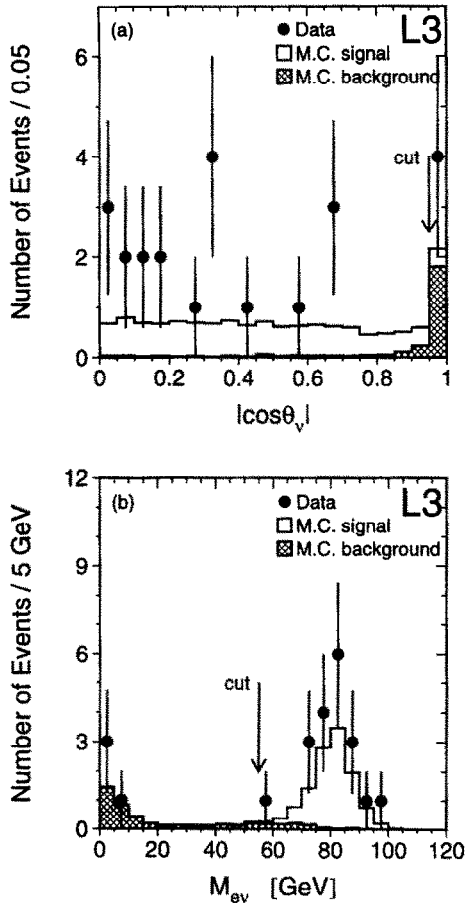 (a)
L3
Data
M.C. signal
M.C. background
cut
Number of Events / 0.05
0
2
4
6
0 0.2 0.4 0.6 0.8 1
|cosθν|
(b)
L3
Data
M.C. signal
M.C. background
cut
Number of Events / 5 GeV
0
3
6
9
12
0 20 40 60 80 100 120
Meν [GeV]